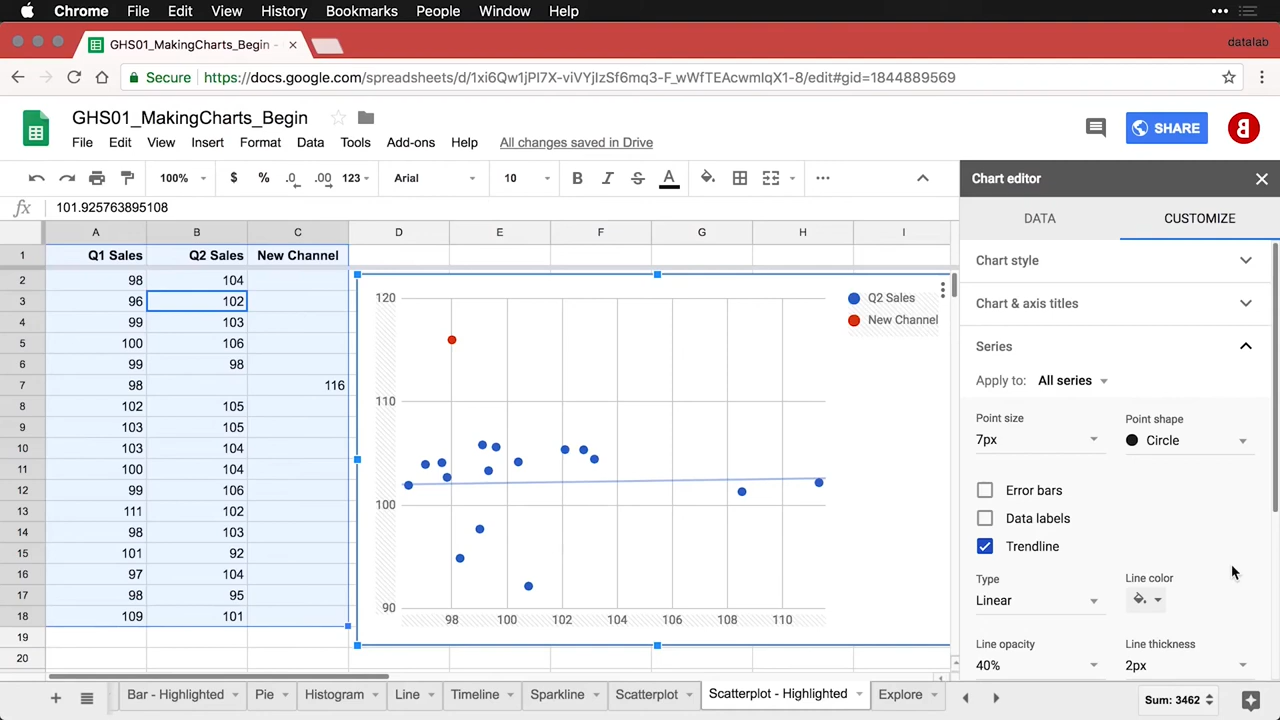 Chrome File Edit View History Bookmarks People Window Help
GHS01_MakingCharts_Begin -
datalab
Secure https://docs.google.com/spreadsheets/d/1xi6Qw1jPI7X-viVYjIzSf6mq3-F_wWfTEAcwmIqX1-8/edit#gid=1844889569
GHS01_MakingCharts_Begin
SHARE
File Edit View Insert Format Data Tools Add-ons Help All changes saved in Drive
100% $ % .0 .00 123 Arial 10 B I S A
Chart editor
fx 101.925763895108
DATA CUSTOMIZE
A B C D E F G H I
1 Q1 Sales Q2 Sales New Channel
2 98 104
3 96 102
4 99 103
5 100 106
6 99 98
7 98 116
8 102 105
9 103 105
10 103 104
11 100 104
12 99 106
13 111 102
14 98 103
15 101 92
16 97 104
17 98 95
18 109 101
19
20
120
110
100
90
98 100 102 104 106 108 110
Q2 Sales
New Channel
Chart style
Chart & axis titles
Series
Apply to: All series
Point size Point shape
7px Circle
Error bars
Data labels
Trendline
Type Line color
Linear
Line opacity Line thickness
40% 2px
Bar - Highlighted Pie Histogram Line Timeline Sparkline Scatterplot Scatterplot - Highlighted Explore
Sum: 3462